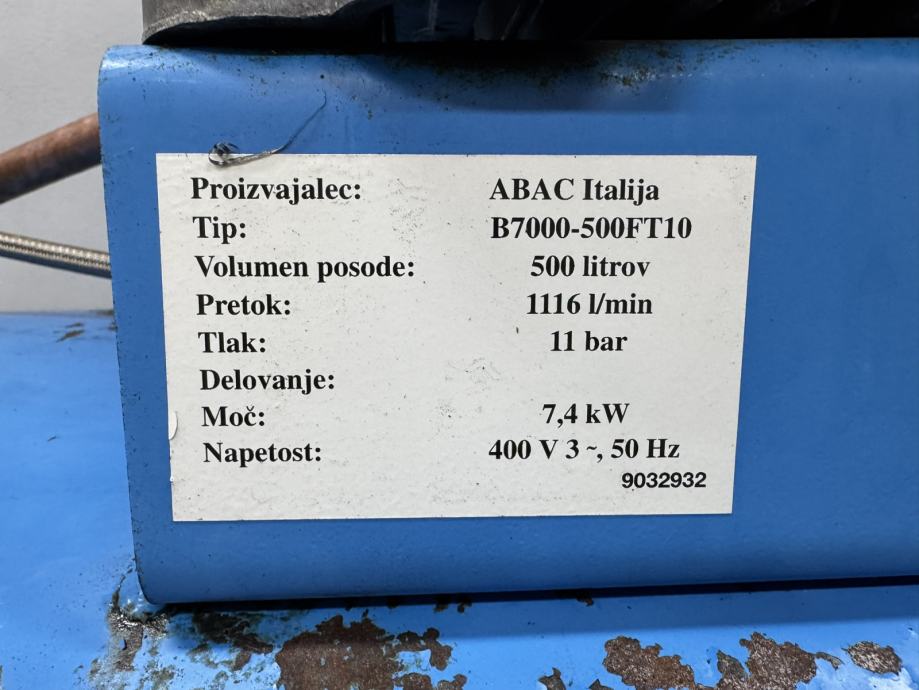 Proizvajalec: ABAC Italija
Tip: B7000-500FT10
Volumen posode: 500 litrov
Pretok: 1116 l/min
Tlak: 11 bar
Delovanje:
Moč: 7,4 kW
Napetost: 400 V 3 ~, 50 Hz
9032932